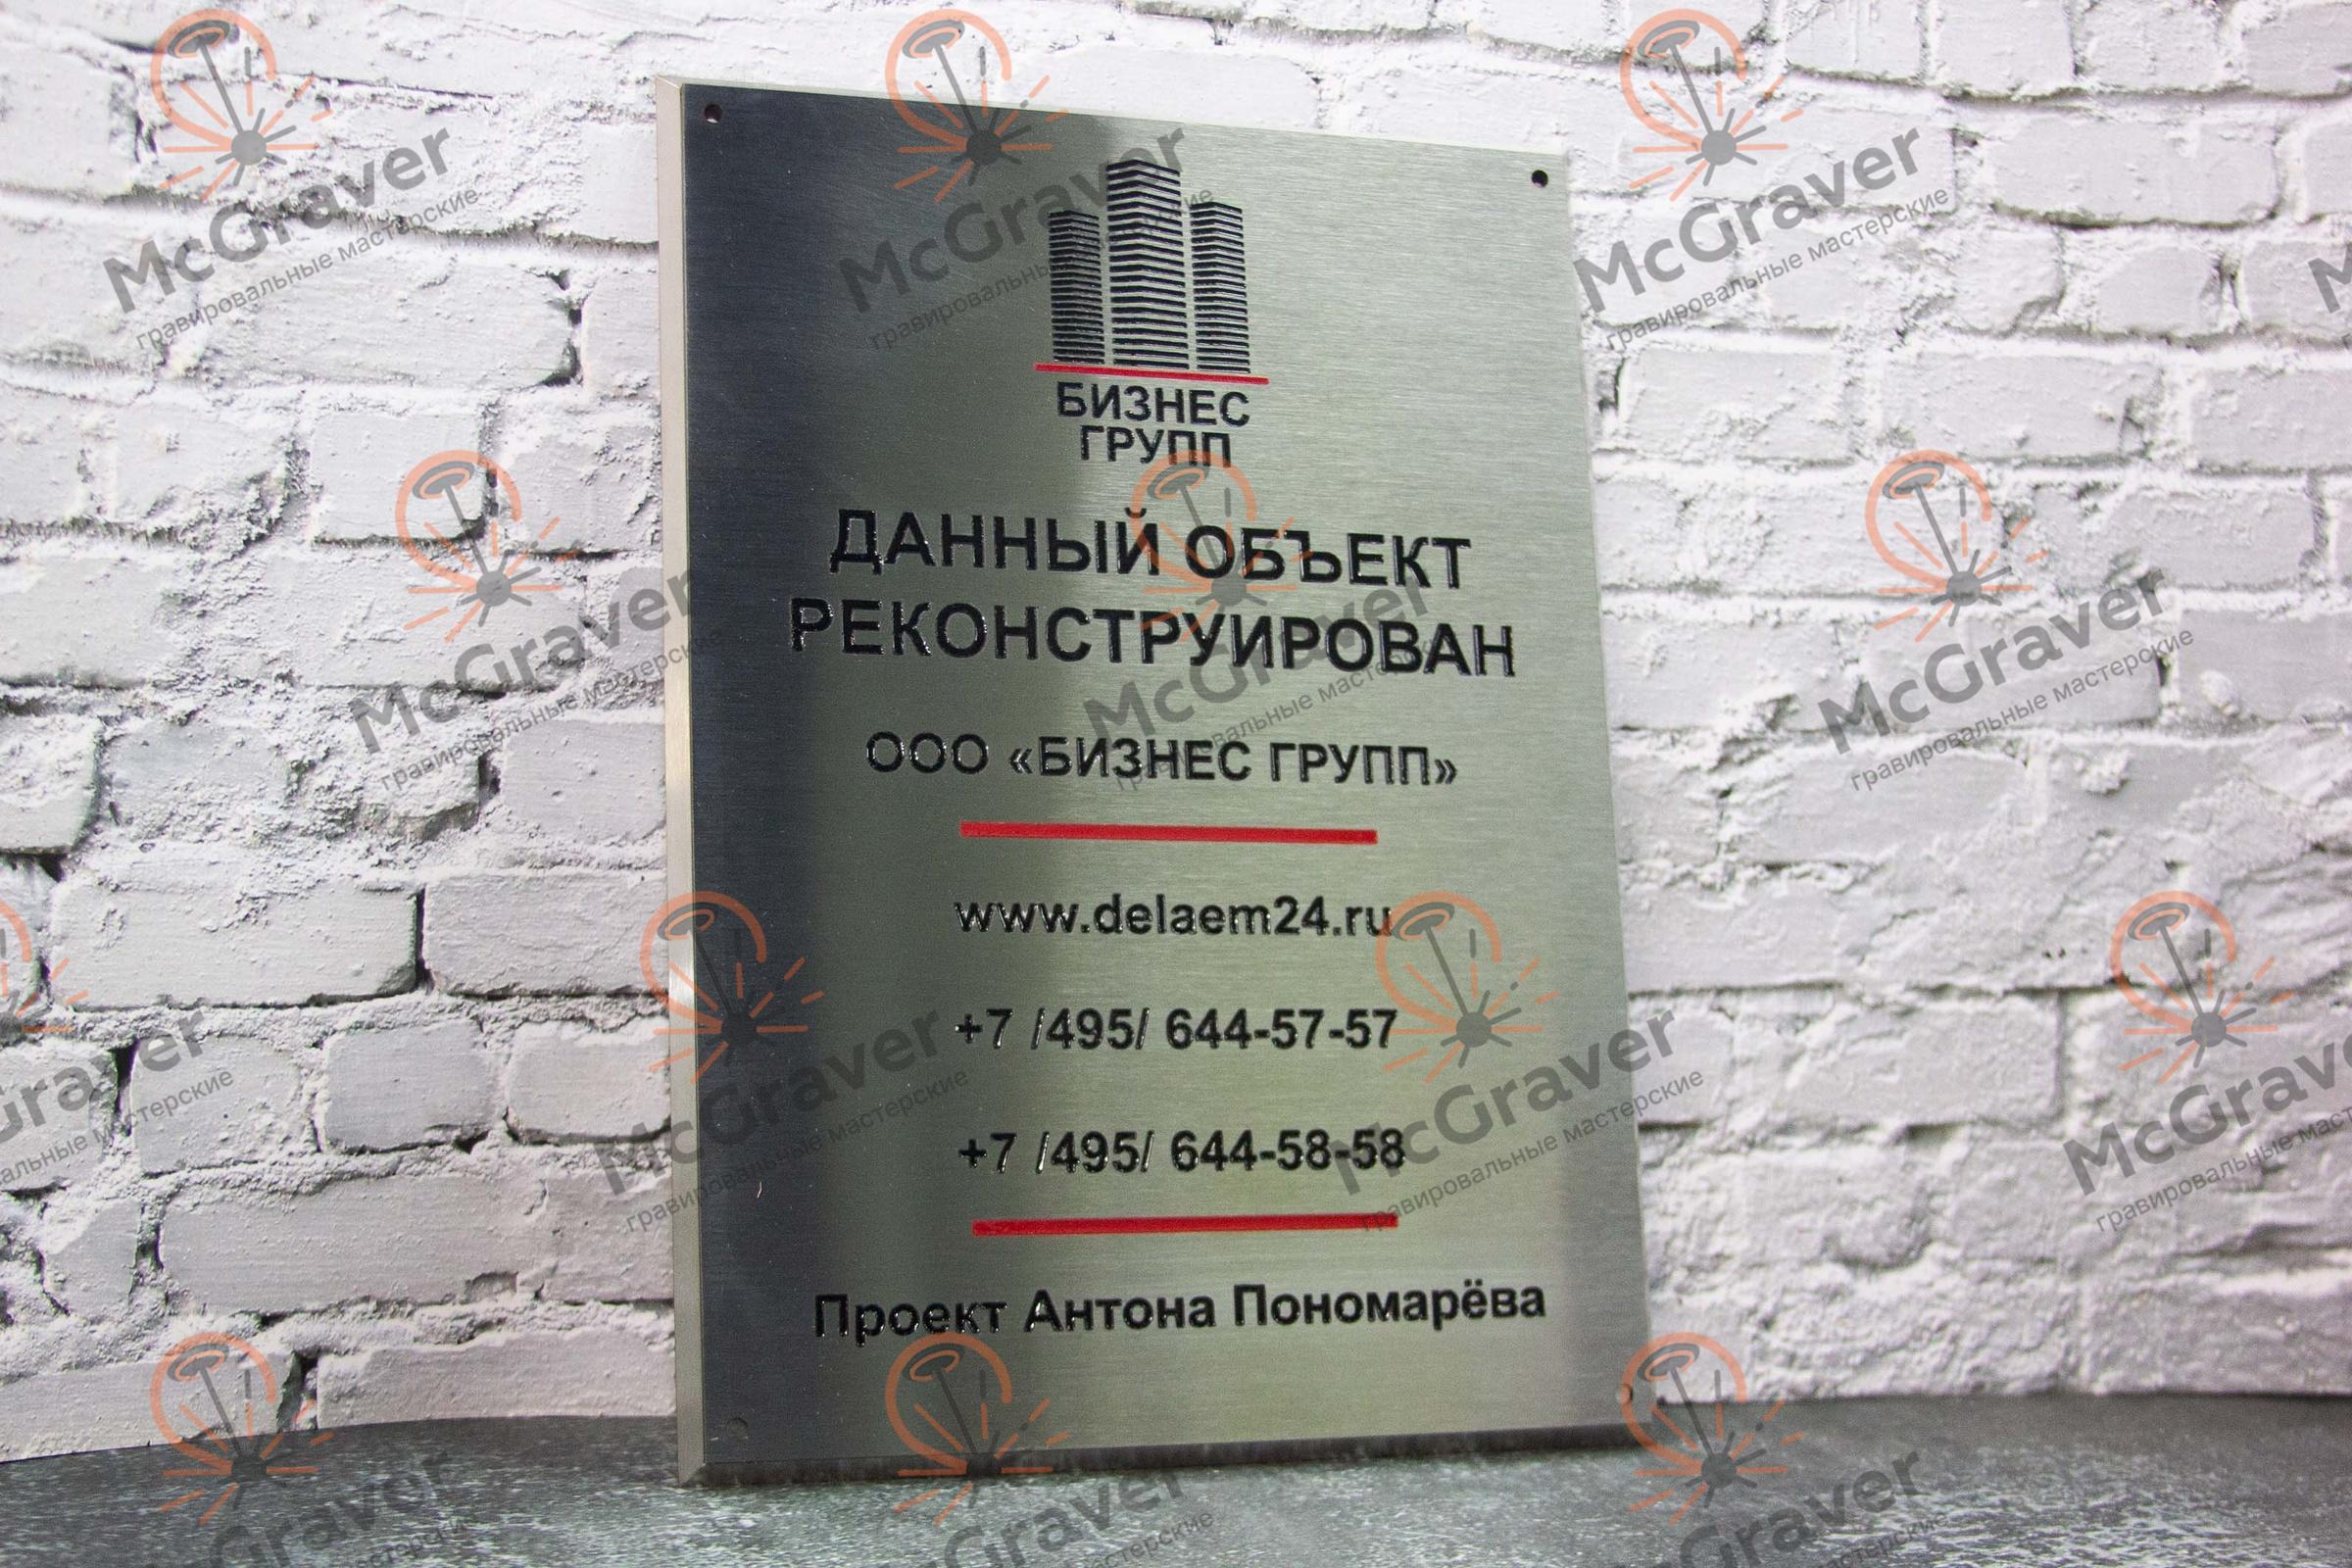 БИЗНЕС
ГРУПП
ДАННЫЙ ОБЪЕКТ
РЕКОНСТРУИРОВАН
ООО «БИЗНЕС ГРУПП»
www.delaem24.ru
+7 /495/ 644-57-57
+7 /495/ 644-58-58
Проект Антона Пономарёва
McGraver
гравировальные мастерские